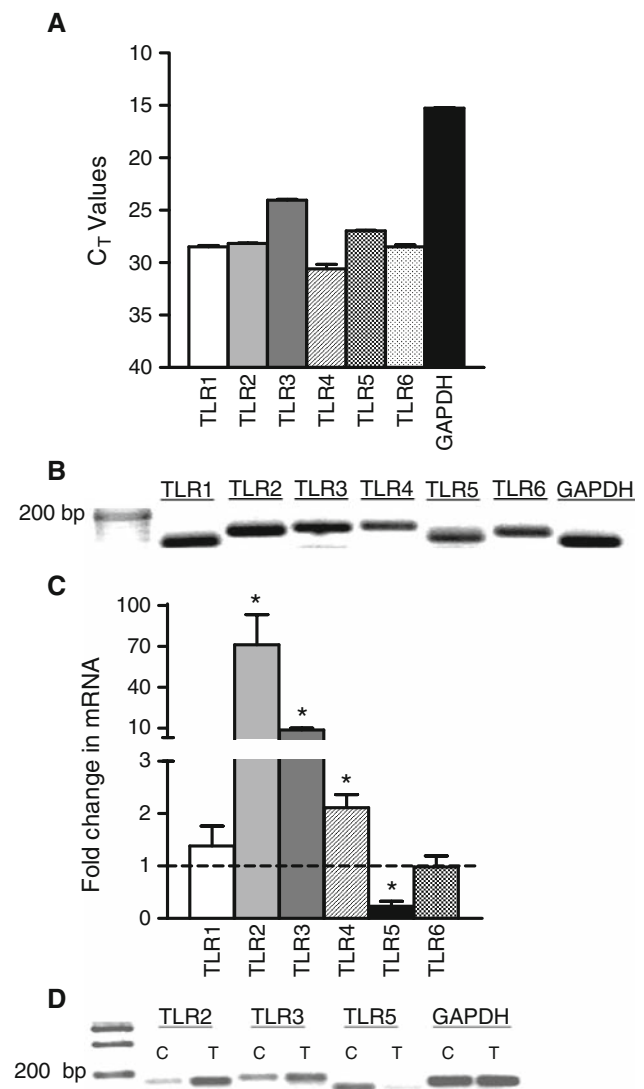 A
10
15
20
25
30
35
40
C_T Values
TLR1
TLR2
TLR3
TLR4
TLR5
TLR6
GAPDH
B
TLR1 TLR2 TLR3 TLR4 TLR5 TLR6 GAPDH
200 bp
C
100
70
40
10
3
2
1
0
Fold change in mRNA
*
*
*
*
TLR1
TLR2
TLR3
TLR4
TLR5
TLR6
D
TLR2 TLR3 TLR5 GAPDH
C T C T C T C T
200 bp